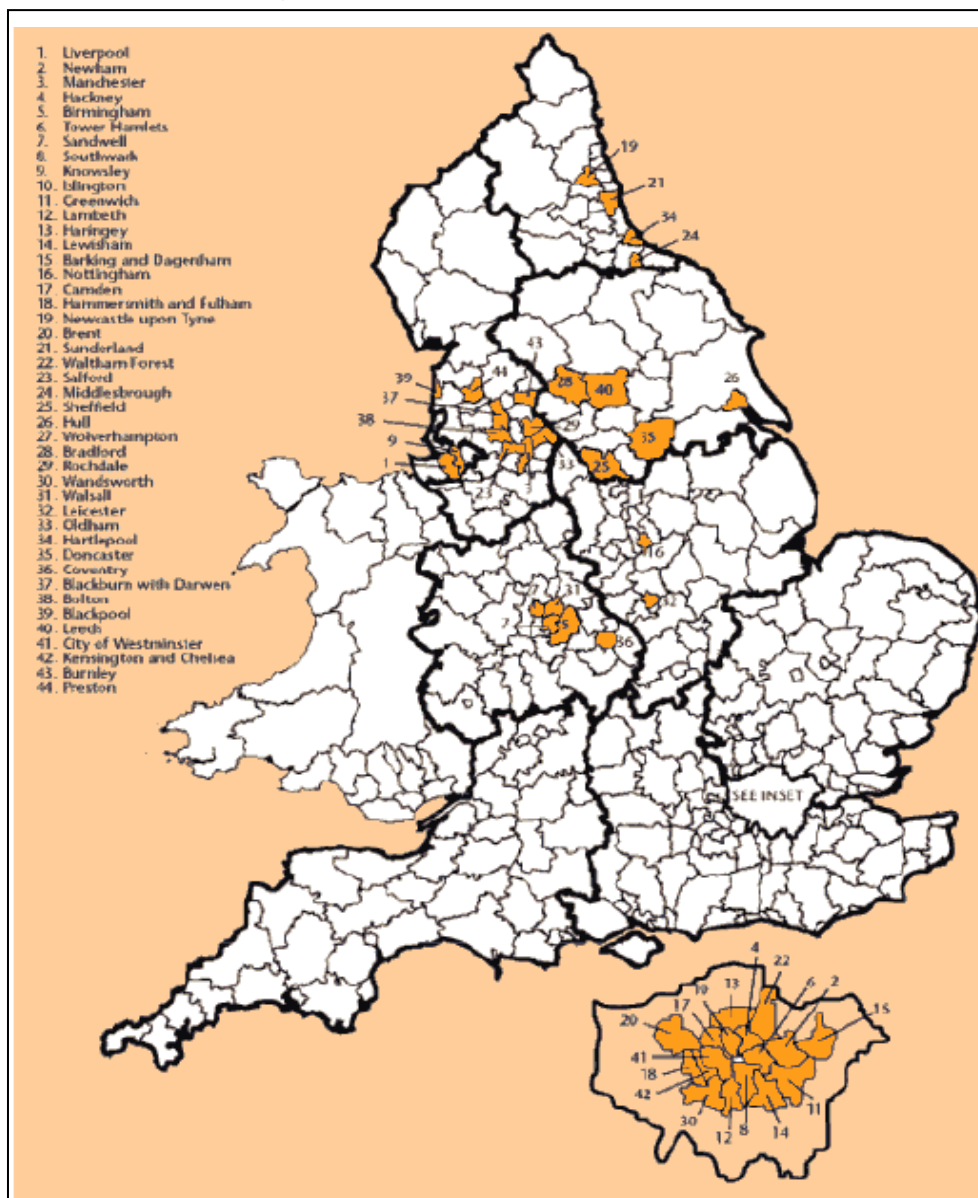 1. Liverpool
2. Newham
3. Manchester
4. Hackney
5. Birmingham
6. Tower Hamlets
7. Sandwell
8. Southwark
9. Knowsley
10. Islington
11. Greenwich
12. Lambeth
13. Haringey
14. Lewisham
15. Barking and Dagenham
16. Nottingham
17. Camden
18. Hammersmith and Fulham
19. Newcastle upon Tyne
20. Brent
21. Sunderland
22. Waltham Forest
23. Salford
24. Middlesbrough
25. Sheffield
26. Hull
27. Wolverhampton
28. Bradford
29. Rochdale
30. Wandsworth
31. Walsall
32. Leicester
33. Oldham
34. Hartlepool
35. Doncaster
36. Coventry
37. Blackburn with Darwen
38. Bolton
39. Blackpool
40. Leeds
41. City of Westminster
42. Kensington and Chelsea
43. Burnley
44. Preston
19
21
34
24
43
44
39
28
40
26
37
38
29
35
9
1
33
25
23
3
16
31
32
7
5
36
SEE INSET
4
22
13
6
2
17
15
20
41
18
42
11
30
12
8
14